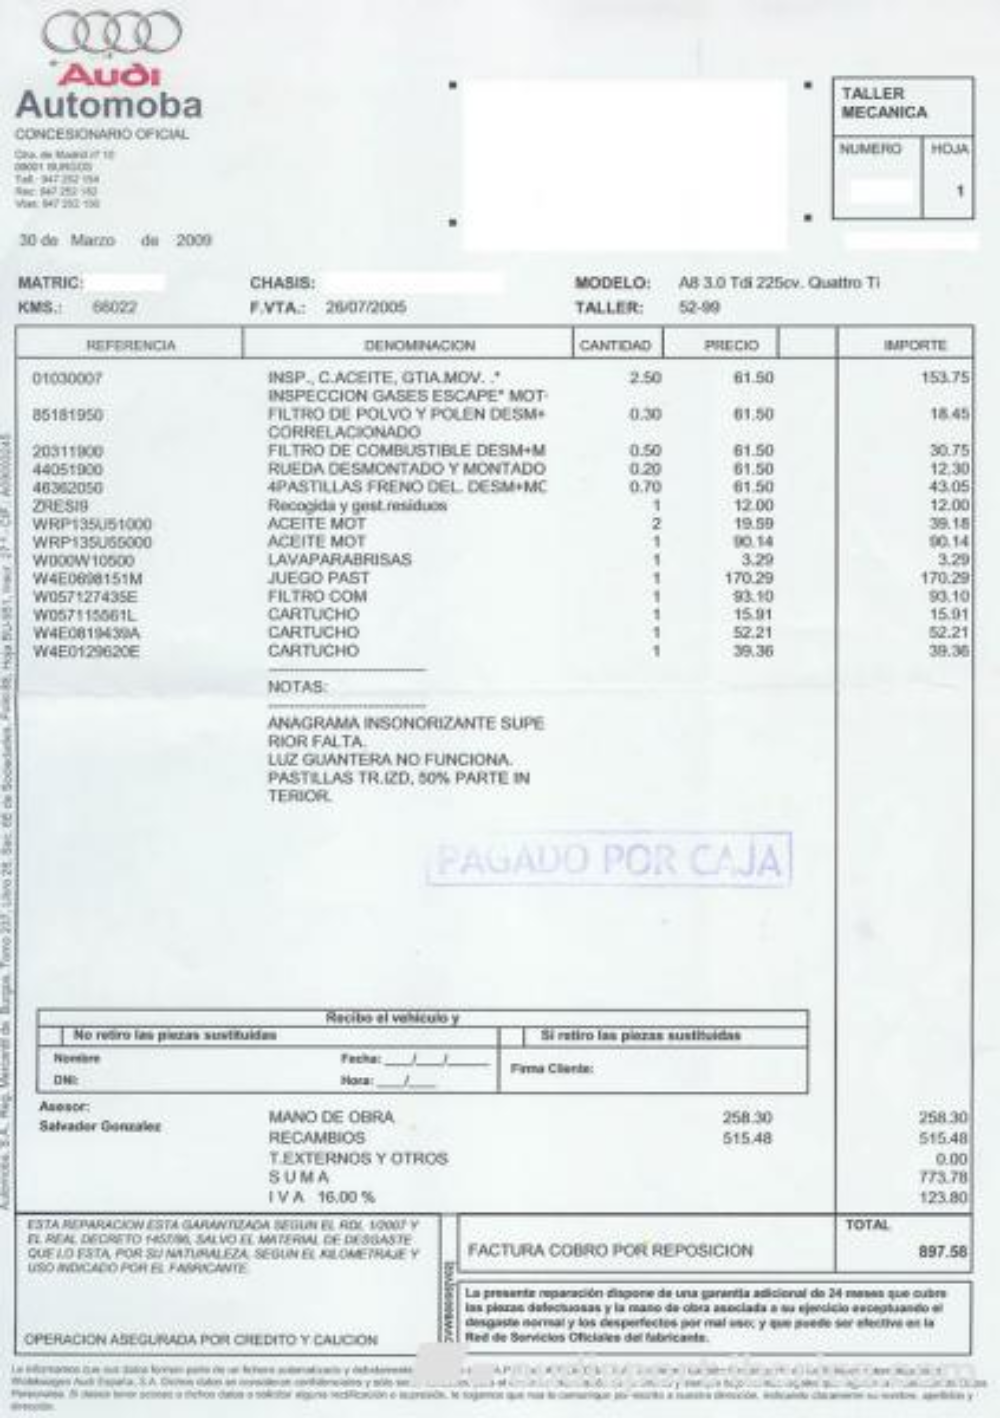 Audi
Automoba
CONCESIONARIO OFICIAL
Ctra. de Madrid nº 10
09001 BURGOS
30 de Marzo de 2009
TALLER
MECANICA
NUMERO HOJA
1
MATRIC: CHASIS: MODELO: A8 3.0 Tdi 225cv. Quattro Ti
KMS.: 66022 F.VTA.: 26/07/2005 TALLER: 52-99
REFERENCIA DENOMINACION CANTIDAD PRECIO IMPORTE
01030007 INSP., C.ACEITE, GTIA.MOV. .* 2.50 61.50 153.75
INSPECCION GASES ESCAPE* MOT-
85181950 FILTRO DE POLVO Y POLEN DESM+ 0.30 61.50 18.45
CORRELACIONADO
20311900 FILTRO DE COMBUSTIBLE DESM+M 0.50 61.50 30.75
44051900 RUEDA DESMONTADO Y MONTADO 0.20 61.50 12.30
46362050 4PASTILLAS FRENO DEL. DESM+MC 0.70 61.50 43.05
ZRESI9 Recogida y gest.residuos 1 12.00 12.00
WRP135U51000 ACEITE MOT 2 19.59 39.18
WRP135U55000 ACEITE MOT 1 90.14 90.14
W000W10500 LAVAPARABRISAS 1 3.29 3.29
W4E0698151M JUEGO PAST 1 170.29 170.29
W057127435E FILTRO COM 1 93.10 93.10
W057115561L CARTUCHO 1 15.91 15.91
W4E0819439A CARTUCHO 1 52.21 52.21
W4E0129620E CARTUCHO 1 39.36 39.36
NOTAS:
ANAGRAMA INSONORIZANTE SUPE
RIOR FALTA.
LUZ GUANTERA NO FUNCIONA.
PASTILLAS TR.IZD, 50% PARTE IN
TERIOR.
PAGADO POR CAJA
Recibo el vehículo y
No retiro las piezas sustituidas Si retiro las piezas sustituidas
Nombre Fecha: ___/___/____
DNI: Hora: ___/___
Firma Cliente:
Asesor:
Salvador Gonzalez
MANO DE OBRA 258.30 258.30
RECAMBIOS 515.48 515.48
T.EXTERNOS Y OTROS 0.00
S U M A 773.78
I V A 16.00 % 123.80
ESTA REPARACION ESTA GARANTIZADA SEGUN EL RDL 1/2007 Y
EL REAL DECRETO 1457/86, SALVO EL MATERIAL DE DESGASTE
QUE LO ESTA, POR SU NATURALEZA, SEGUN EL KILOMETRAJE Y
USO INDICADO POR EL FABRICANTE.
OPERACION ASEGURADA POR CREDITO Y CAUCION
FACTURA COBRO POR REPOSICION
TOTAL
897.58
La presente reparación dispone de una garantía adicional de 24 meses que cubre
las piezas defectuosas y la mano de obra asociada a su ejercicio exceptuando el
desgaste normal y los desperfectos por mal uso; y que puede ser efectiva en la
Red de Servicios Oficiales del fabricante.